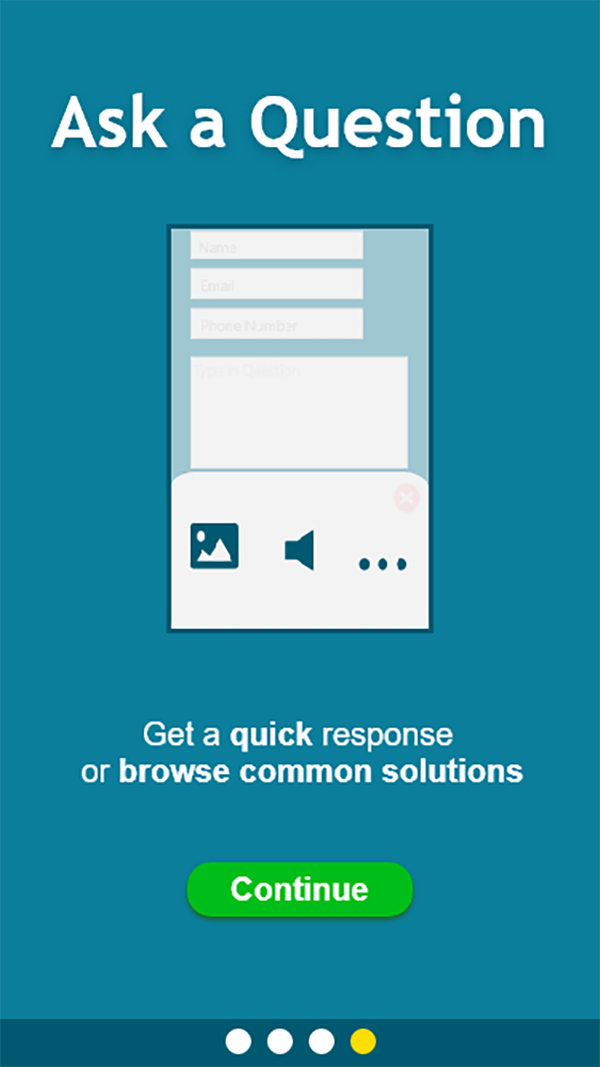 Ask a Question
Name
Email
Phone Number
Type in Question
Get a quick response
or browse common solutions
Continue